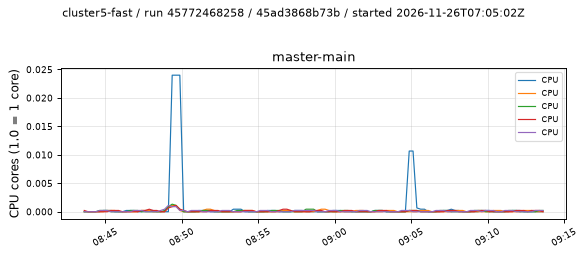 cluster5-fast / run 45772468258 / 45ad3868b73b / started 2026-11-26T07:05:02Z
master-main
CPU cores (1.0 = 1 core)
0.025
0.020
0.015
0.010
0.005
0.000
CPU
CPU
CPU
CPU
CPU
08:45
08:50
08:55
09:00
09:05
09:10
09:15